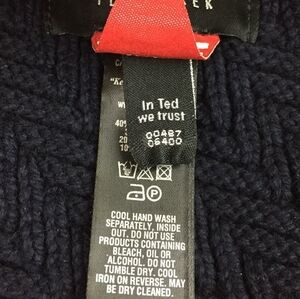 In Ted
we trust
00487
06400
COOL HAND WASH
SEPARATELY, INSIDE
OUT. DO NOT USE
PRODUCTS CONTAINING
BLEACH, OIL OR
ALCOHOL. DO NOT
TUMBLE DRY. COOL
IRON ON REVERSE. MAY
BE DRY CLEANED.